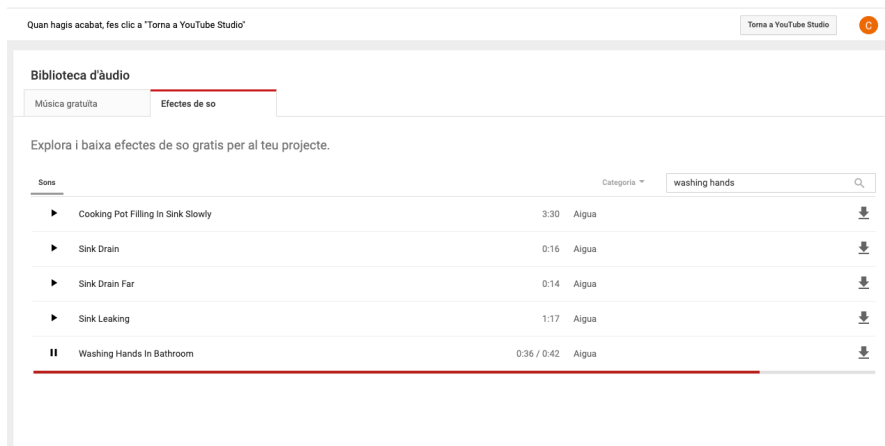 Quan hagis acabat, fes clic a "Torna a YouTube Studio"
Torna a YouTube Studio
C
Biblioteca d'àudio
Música gratuïta
Efectes de so
Explora i baixa efectes de so gratis per al teu projecte.
Sons
Categoria
washing hands
Cooking Pot Filling In Sink Slowly 3:30 Aigua
Sink Drain 0:16 Aigua
Sink Drain Far 0:14 Aigua
Sink Leaking 1:17 Aigua
Washing Hands In Bathroom 0:36 / 0:42 Aigua